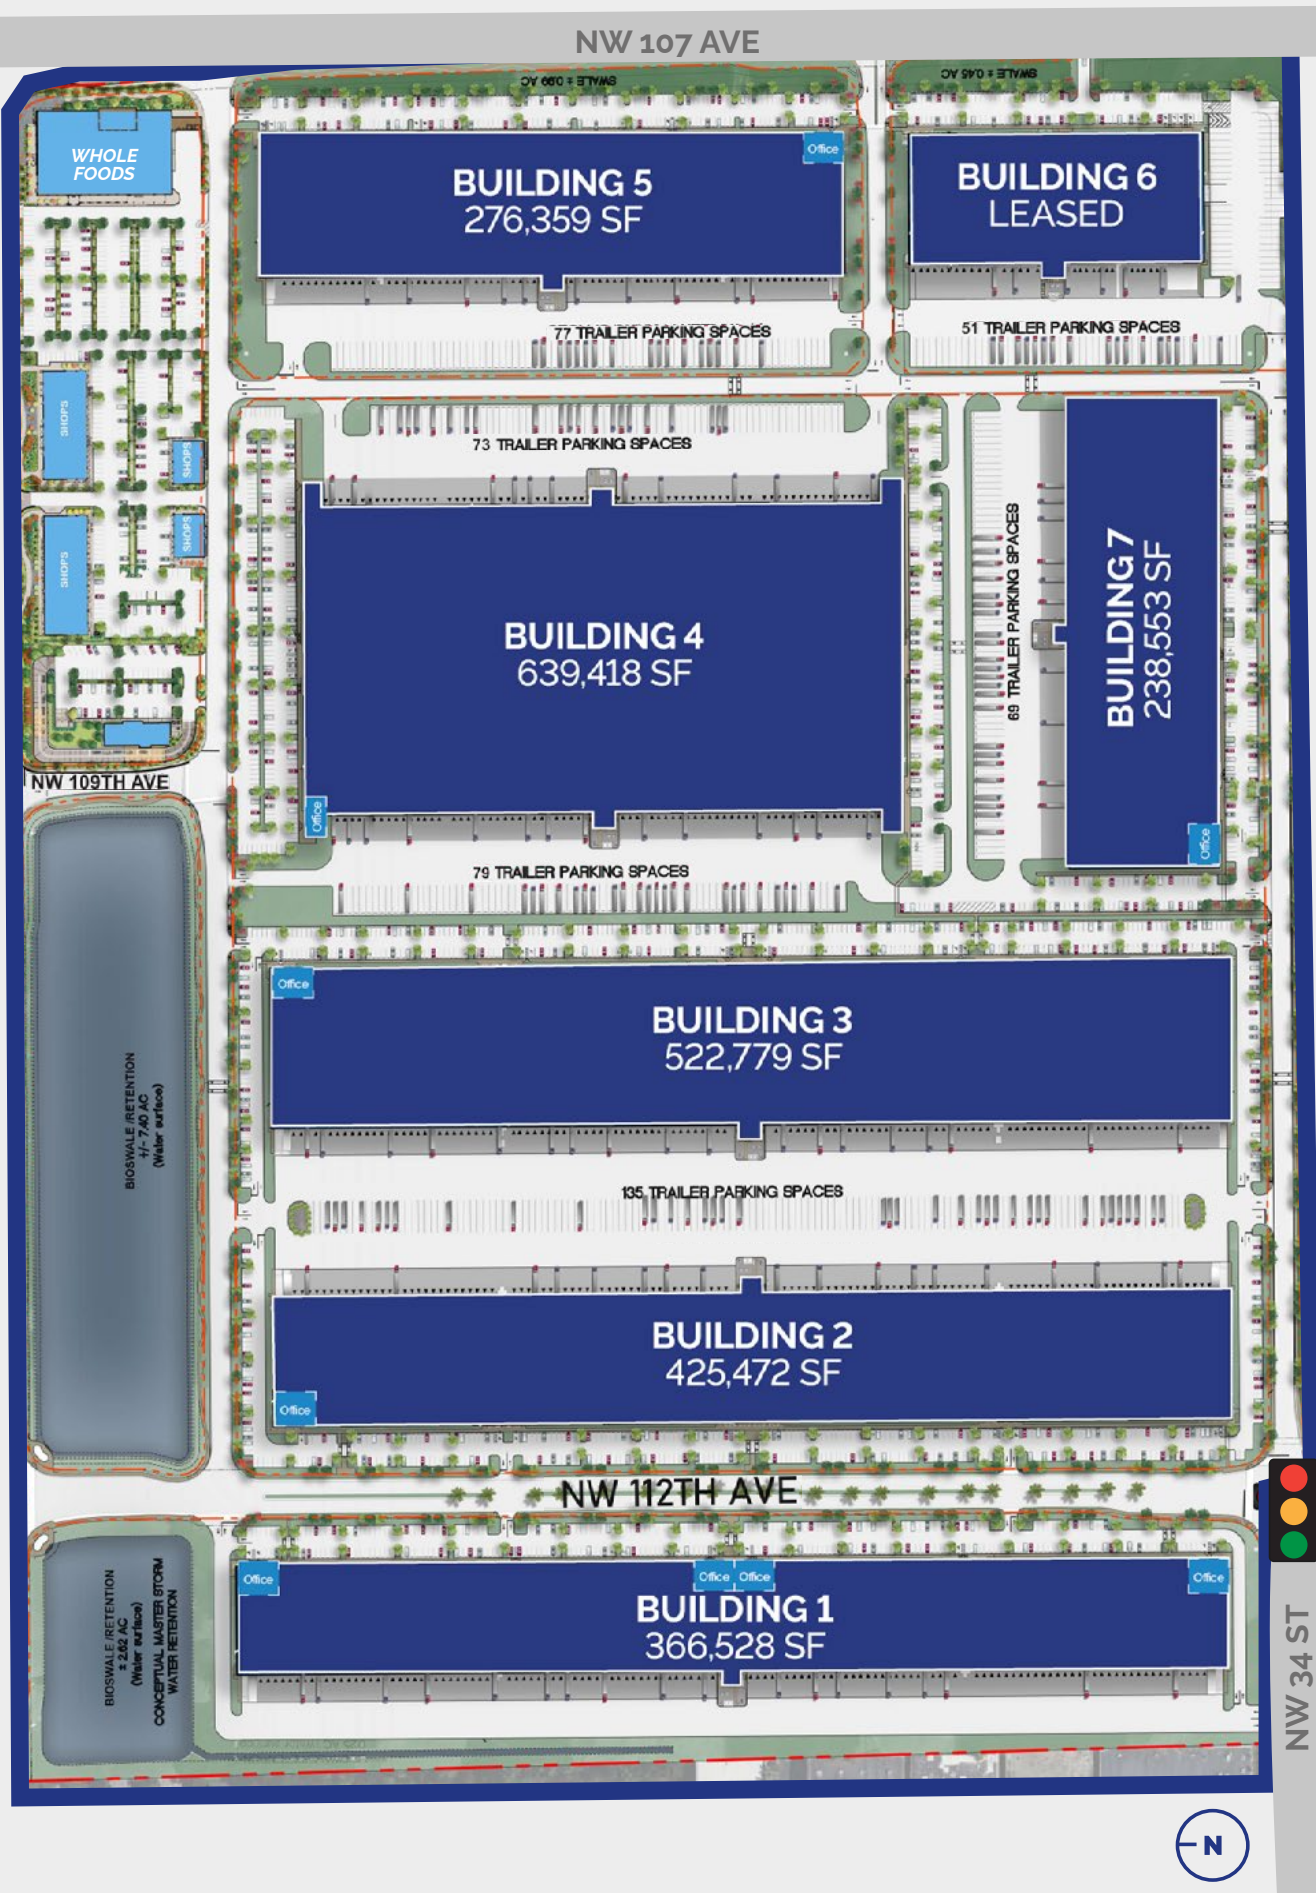 NW 107 AVE
SWALE ± 0.99 AC
SWALE ± 0.45 AC
WHOLE
FOODS
Office
BUILDING 5
276,359 SF
BUILDING 6
LEASED
77 TRAILER PARKING SPACES
51 TRAILER PARKING SPACES
SHOPS
SHOPS
SHOPS
SHOPS
73 TRAILER PARKING SPACES
BUILDING 4
639,418 SF
Office
69 TRAILER PARKING SPACES
BUILDING 7
238,553 SF
Office
NW 109TH AVE
79 TRAILER PARKING SPACES
Office
BUILDING 3
522,779 SF
BIOSWALE /RETENTION
+/- 7.40 AC
(Water surface)
135 TRAILER PARKING SPACES
BUILDING 2
425,472 SF
Office
NW 112TH AVE
Office
Office
Office
Office
BUILDING 1
366,528 SF
BIOSWALE /RETENTION
± 2.62 AC
(Water surface)
CONCEPTUAL MASTER STORM
WATER RETENTION
NW 34 ST
N